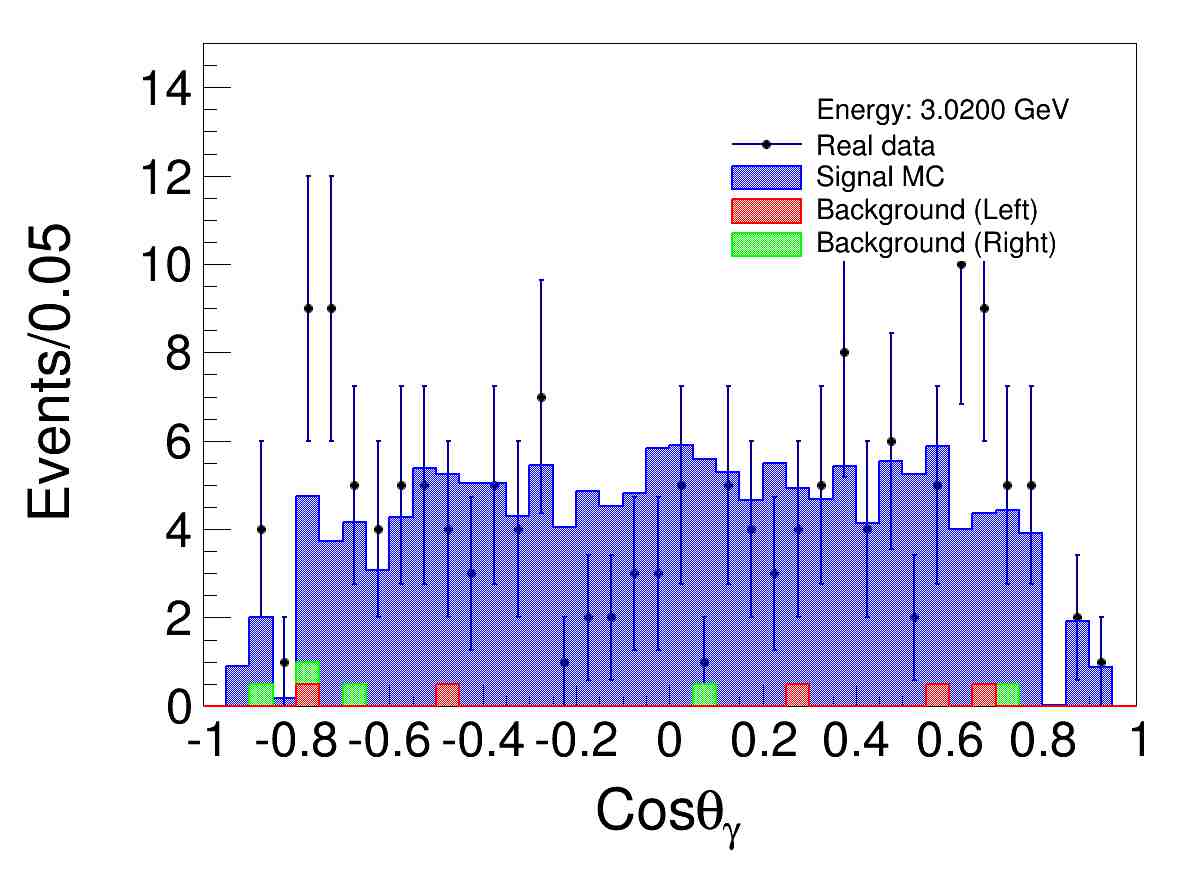 Energy: 3.0200 GeV
Real data
Signal MC
Background (Left)
Background (Right)
Events/0.05
14
12
10
8
6
4
2
0
-1 -0.8 -0.6 -0.4 -0.2 0 0.2 0.4 0.6 0.8 1
Cosθγ